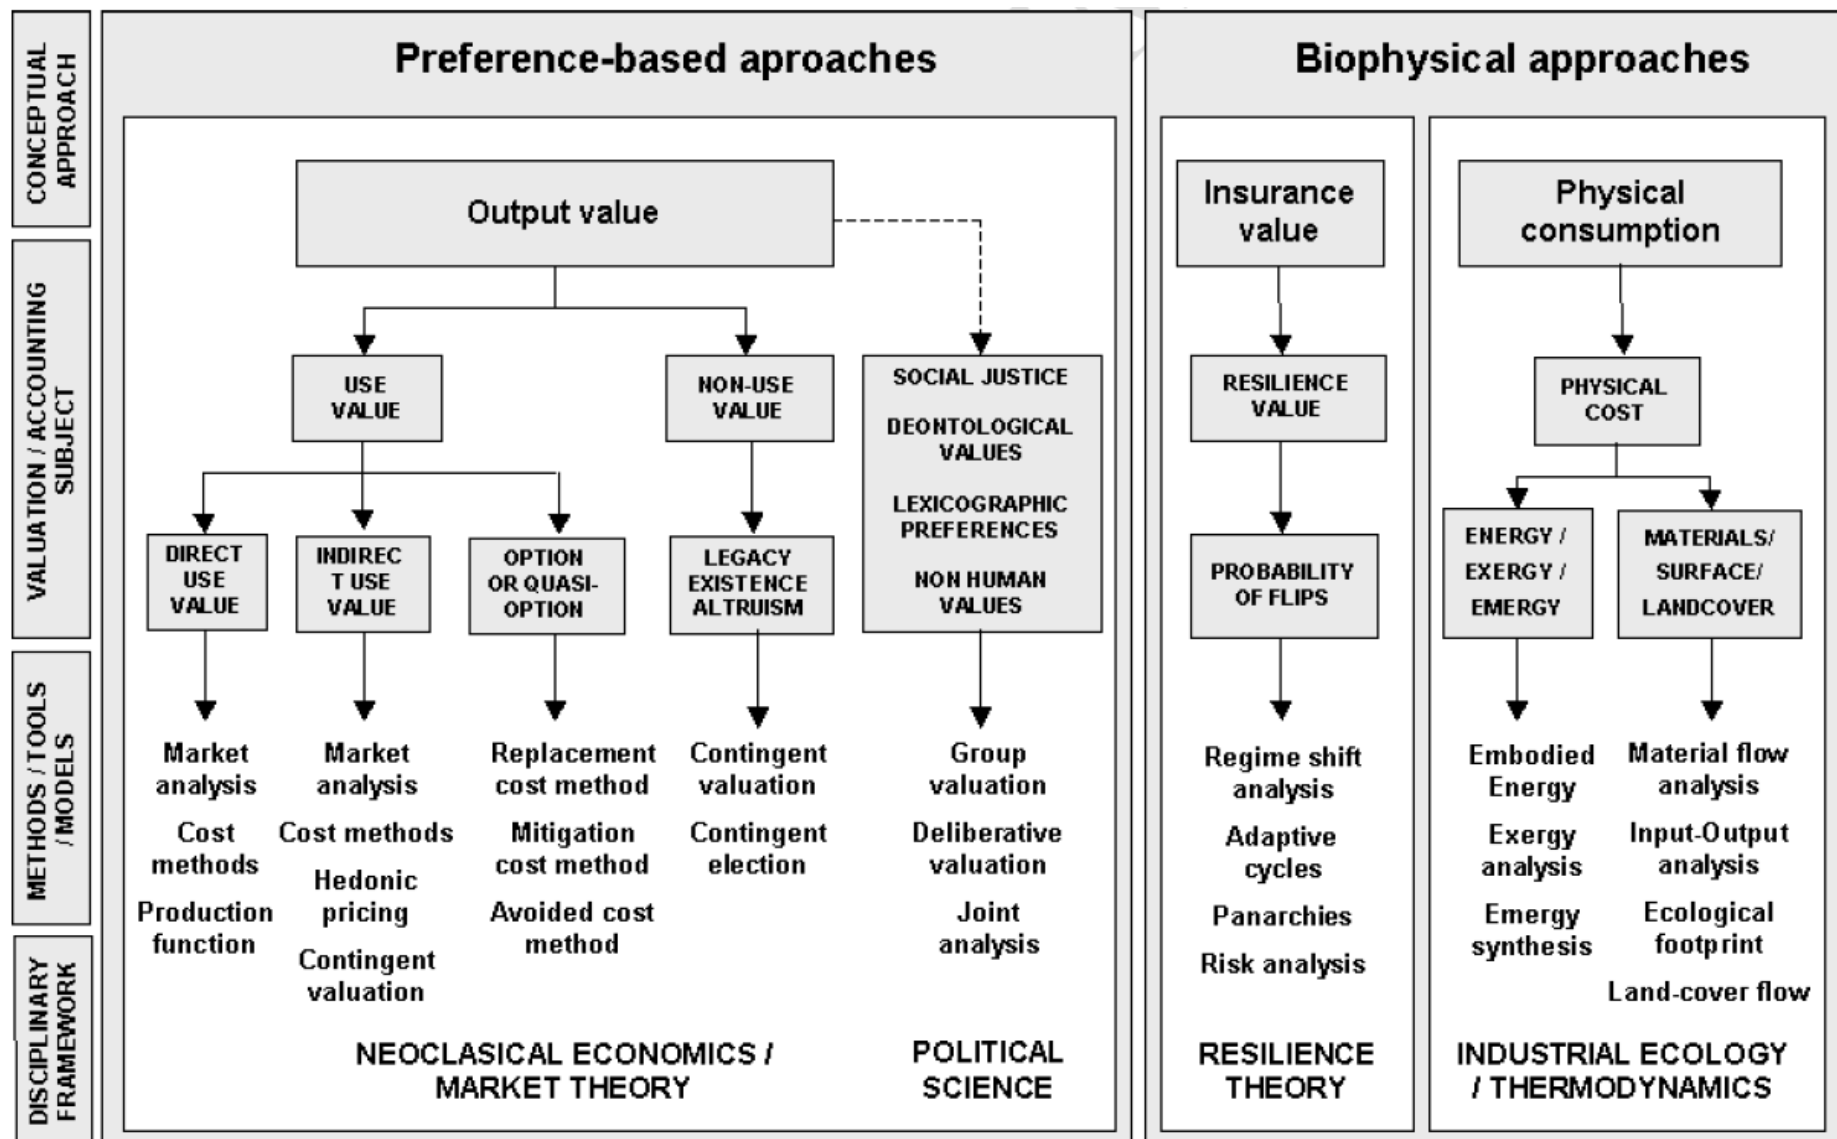 CONCEPTUAL
APPROACH
VALUATION / ACCOUNTING
SUBJECT
METHODS / TOOLS
/ MODELS
DISCIPLINARY
FRAMEWORK
Preference-based aproaches
Output value
USE
VALUE
NON-USE
VALUE
SOCIAL JUSTICE
DEONTOLOGICAL
VALUES
LEXICOGRAPHIC
PREFERENCES
NON HUMAN
VALUES
DIRECT
USE
VALUE
INDIREC
T USE
VALUE
OPTION
OR QUASI-
OPTION
LEGACY
EXISTENCE
ALTRUISM
Market
analysis
Cost
methods
Production
function
Market
analysis
Cost methods
Hedonic
pricing
Contingent
valuation
Replacement
cost method
Mitigation
cost method
Avoided cost
method
Contingent
valuation
Contingent
election
Group
valuation
Deliberative
valuation
Joint
analysis
NEOCLASICAL ECONOMICS /
MARKET THEORY
POLITICAL
SCIENCE
Biophysical approaches
Insurance
value
RESILIENCE
VALUE
PROBABILITY
OF FLIPS
Regime shift
analysis
Adaptive
cycles
Panarchies
Risk analysis
RESILIENCE
THEORY
Physical
consumption
PHYSICAL
COST
ENERGY /
EXERGY /
EMERGY
MATERIALS/
SURFACE/
LANDCOVER
Embodied
Energy
Exergy
analysis
Emergy
synthesis
Material flow
analysis
Input-Output
analysis
Ecological
footprint
Land-cover flow
INDUSTRIAL ECOLOGY
/ THERMODYNAMICS